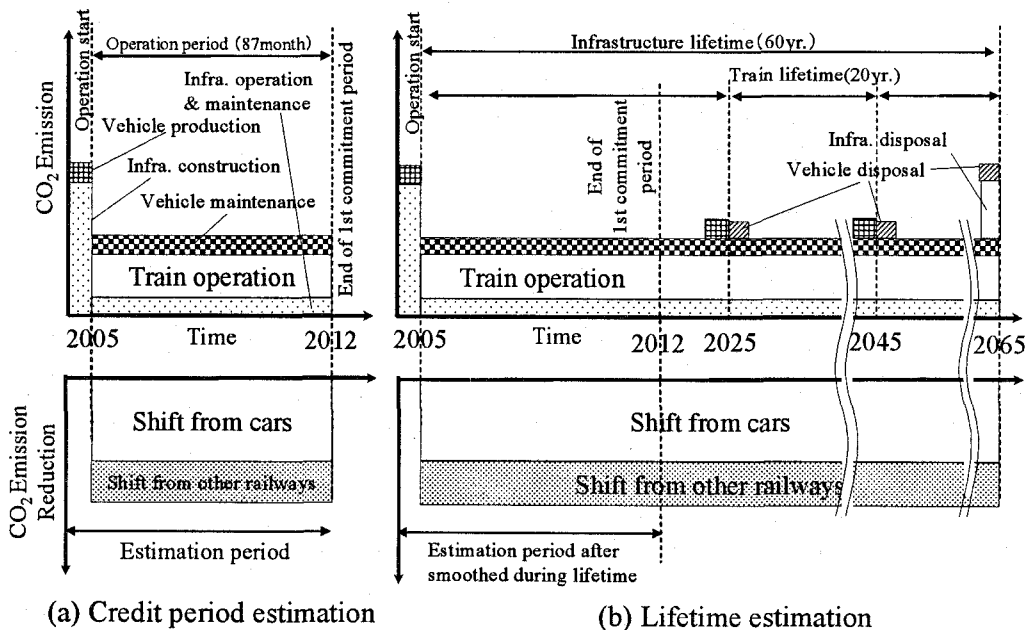 Operation start
Operation period (87month)
Infra. operation
& maintenance
Vehicle production
Infra. construction
Vehicle maintenance
End of 1st commitment period
CO2 Emission
Train operation
2005
Time
2012
Shift from cars
Shift from other railways
CO2 Emission
Reduction
Estimation period
(a) Credit period estimation
Operation start
Infrastructure lifetime(60yr.)
Train lifetime(20yr.)
End of
1st commitment
period
Infra. disposal
Vehicle disposal
CO2 Emission
Train operation
2005
Time
2012
2025
2045
2065
Shift from cars
Shift from other railways
Estimation period after
smoothed during lifetime
(b) Lifetime estimation